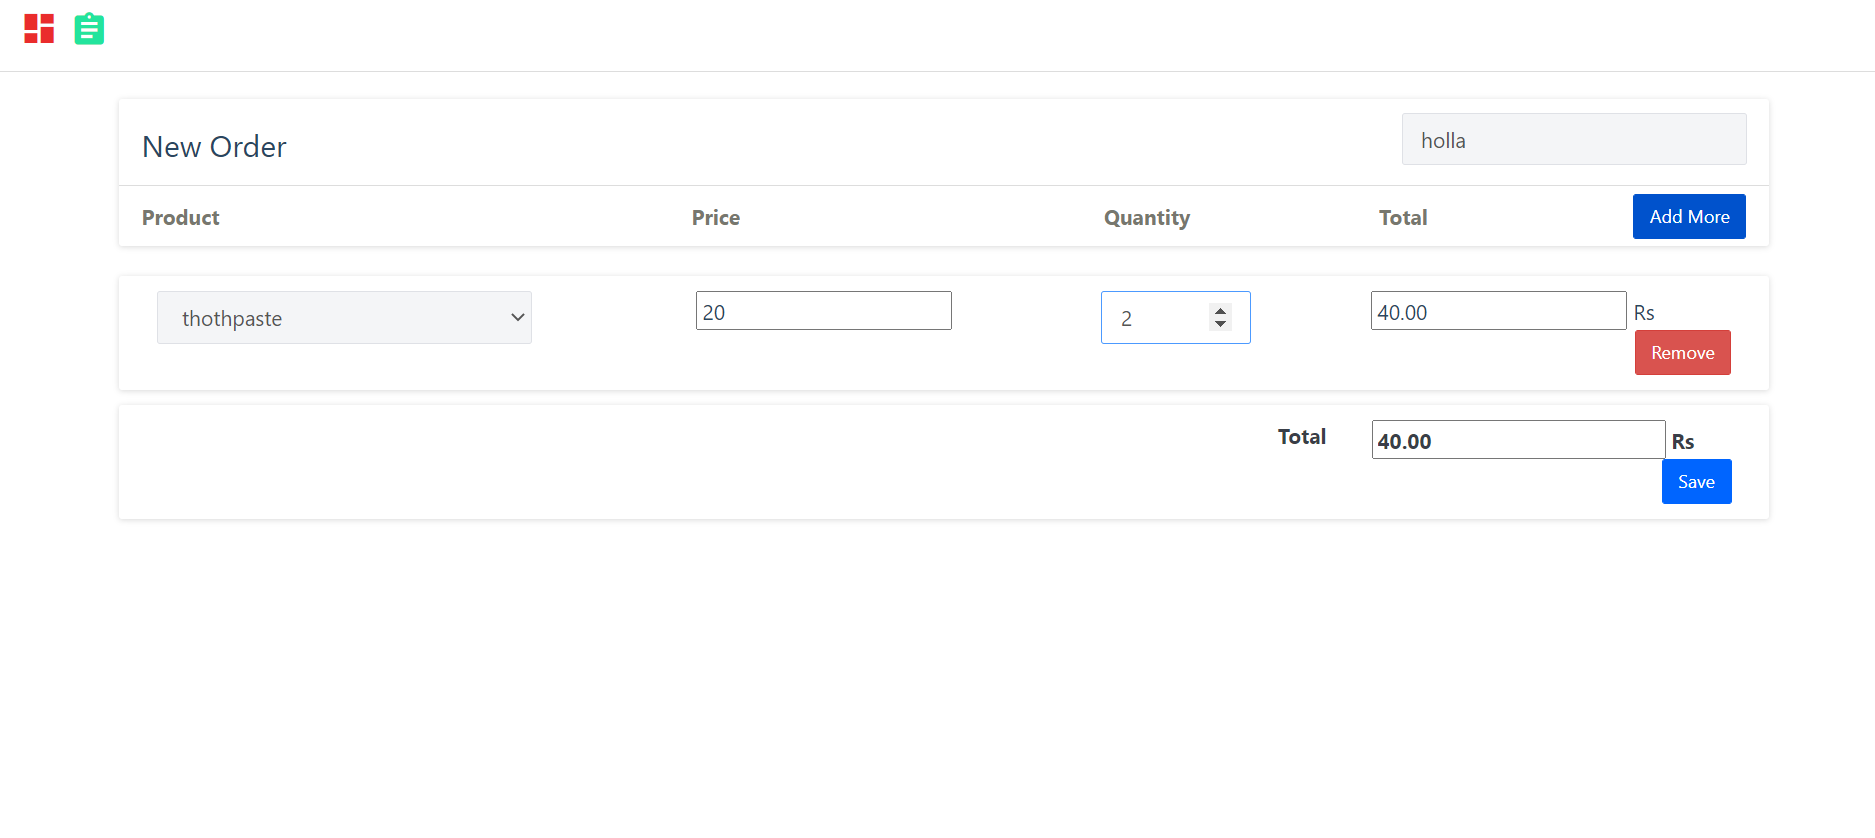 New Order
holla
Product Price Quantity Total Add More
thothpaste 20 2 40.00 Rs
Remove
Total 40.00 Rs
Save